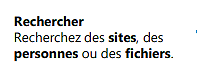 Rechercher
Recherchez des sites, des
personnes ou des fichiers.